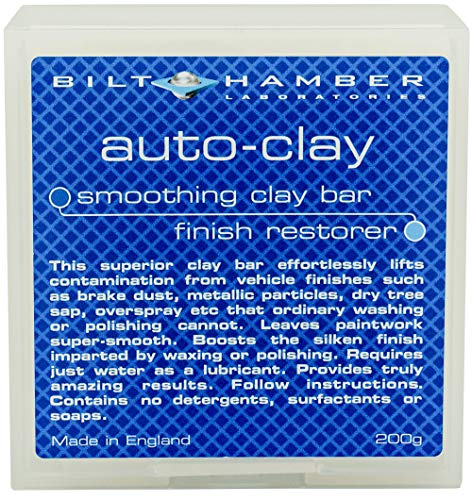 BILT HAMBER
LABORATORIES
auto-clay
smoothing clay bar
finish restorer
This superior clay bar effortlessly lifts
contamination from vehicle finishes such
as brake dust, metallic particles, dry tree
sap, overspray etc that ordinary washing
or polishing cannot. Leaves paintwork
super-smooth. Boosts the silken finish
imparted by waxing or polishing. Requires
just water as a lubricant. Provides truly
amazing results. Follow instructions.
Contains no detergents, surfactants or
soaps.
Made in England 200g